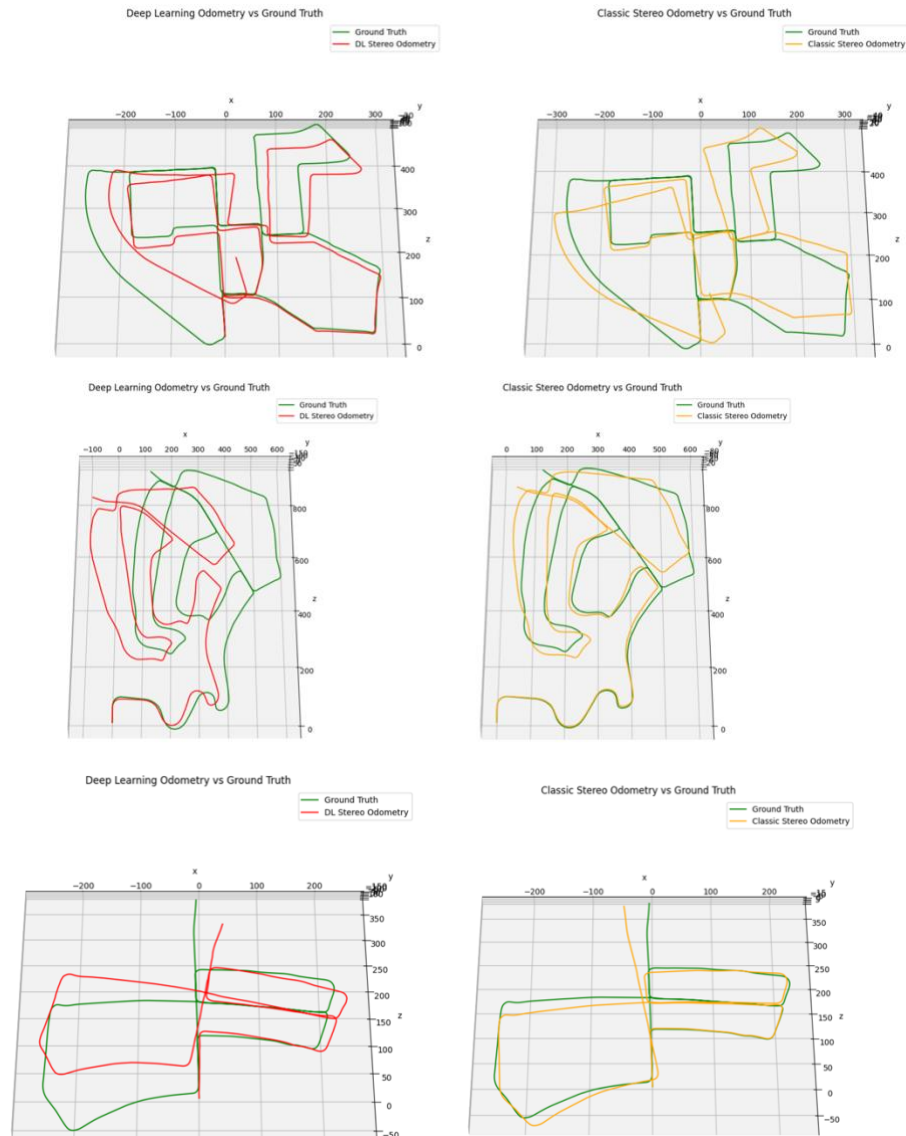 Deep Learning Odometry vs Ground Truth
Ground Truth
DL Stereo Odometry
x
y
−200 −100 0 100 200 300
400
300
z
200
100
0
Classic Stereo Odometry vs Ground Truth
Ground Truth
Classic Stereo Odometry
x
y
−300 −200 −100 0 100 200 300
400
300
z
200
100
0
Deep Learning Odometry vs Ground Truth
Ground Truth
DL Stereo Odometry
x
y
−100 0 100 200 300 400 500 600
800
600
z
400
200
0
Classic Stereo Odometry vs Ground Truth
Ground Truth
Classic Stereo Odometry
x
y
0 100 200 300 400 500 600
800
600
z
400
200
0
Deep Learning Odometry vs Ground Truth
Ground Truth
DL Stereo Odometry
x
y
−200 −100 0 100 200
350
300
250
200
z
150
100
50
0
−50
Classic Stereo Odometry vs Ground Truth
Ground Truth
Classic Stereo Odometry
x
y
−200 −100 0 100 200
350
300
250
200
z
150
100
50
0
−50